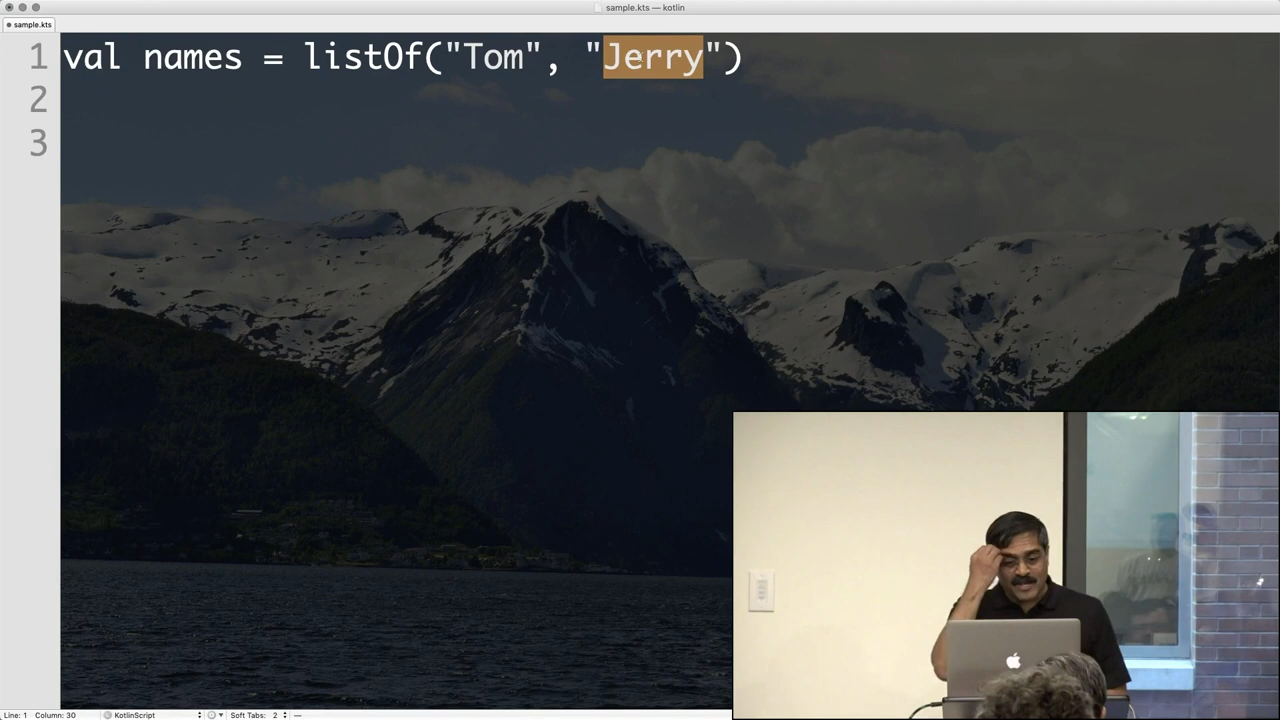 sample.kts — kotlin
sample.kts
1 val names = listOf("Tom", "Jerry")
2
3
Line: 1 Column: 30 KotlinScript Soft Tabs: 2 —